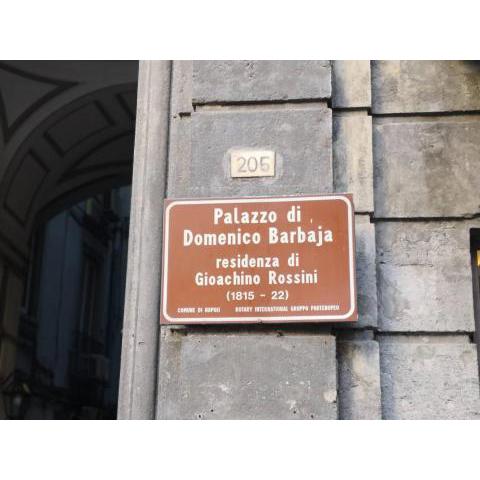 205
Palazzo di
Domenico Barbaja
residenza di
Gioachino Rossini
(1815 - 22)
COMUNE DI NAPOLI ROTARY INTERNATIONAL GRUPPO PARTENOPEO